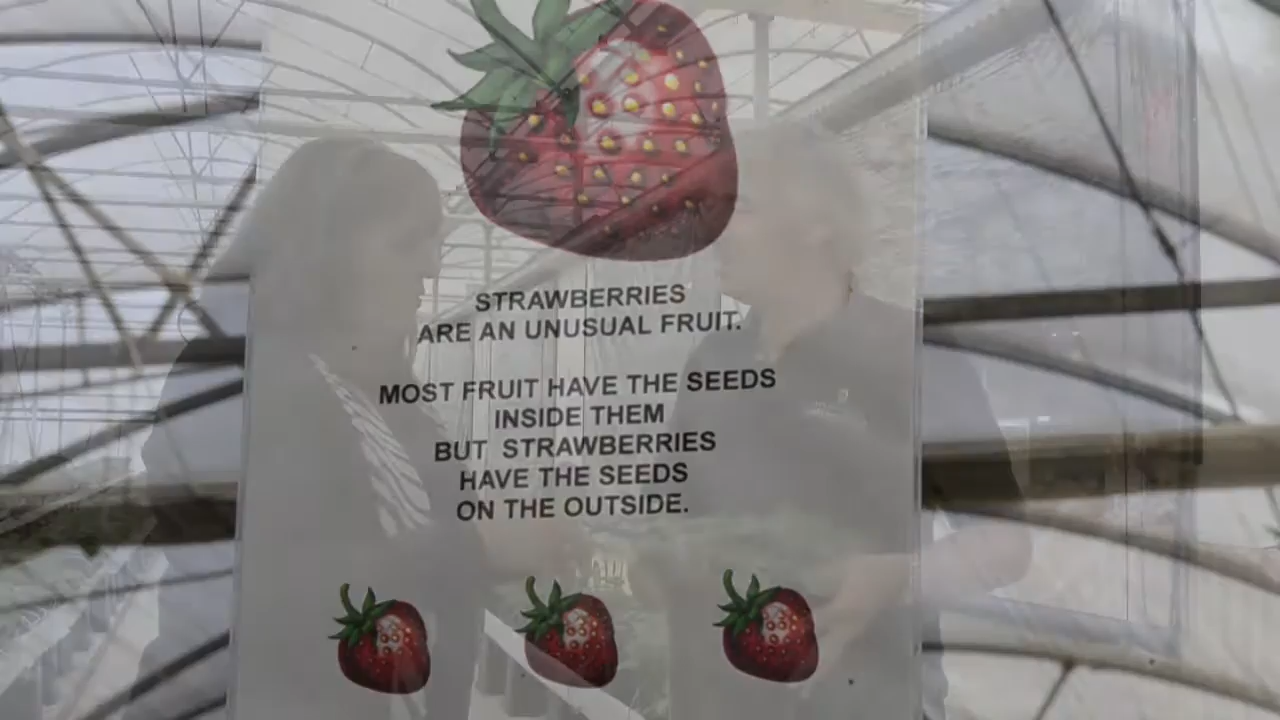 STRAWBERRIES
ARE AN UNUSUAL FRUIT.
MOST FRUIT HAVE THE SEEDS
INSIDE THEM
BUT STRAWBERRIES
HAVE THE SEEDS
ON THE OUTSIDE.